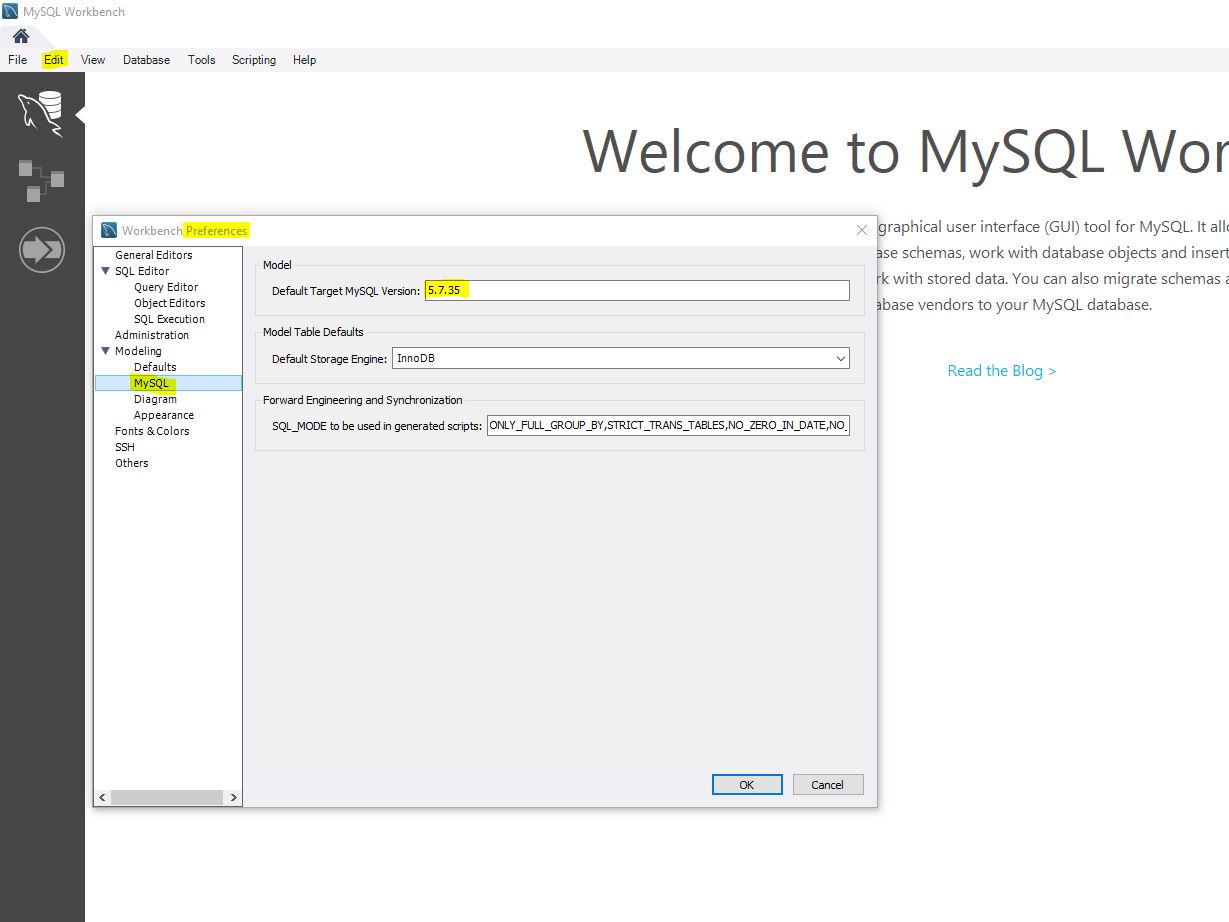 MySQL Workbench
File Edit View Database Tools Scripting Help
Welcome to MySQL Wor
graphical user interface (GUI) tool for MySQL. It allo
ase schemas, work with database objects and insert
rk with stored data. You can also migrate schemas a
abase vendors to your MySQL database.
Read the Blog >
Workbench Preferences
General Editors
SQL Editor
Query Editor
Object Editors
SQL Execution
Administration
Modeling
Defaults
MySQL
Diagram
Appearance
Fonts & Colors
SSH
Others
Model
Default Target MySQL Version: 5.7.35
Model Table Defaults
Default Storage Engine: InnoDB
Forward Engineering and Synchronization
SQL_MODE to be used in generated scripts: ONLY_FULL_GROUP_BY,STRICT_TRANS_TABLES,NO_ZERO_IN_DATE,NO_
OK Cancel